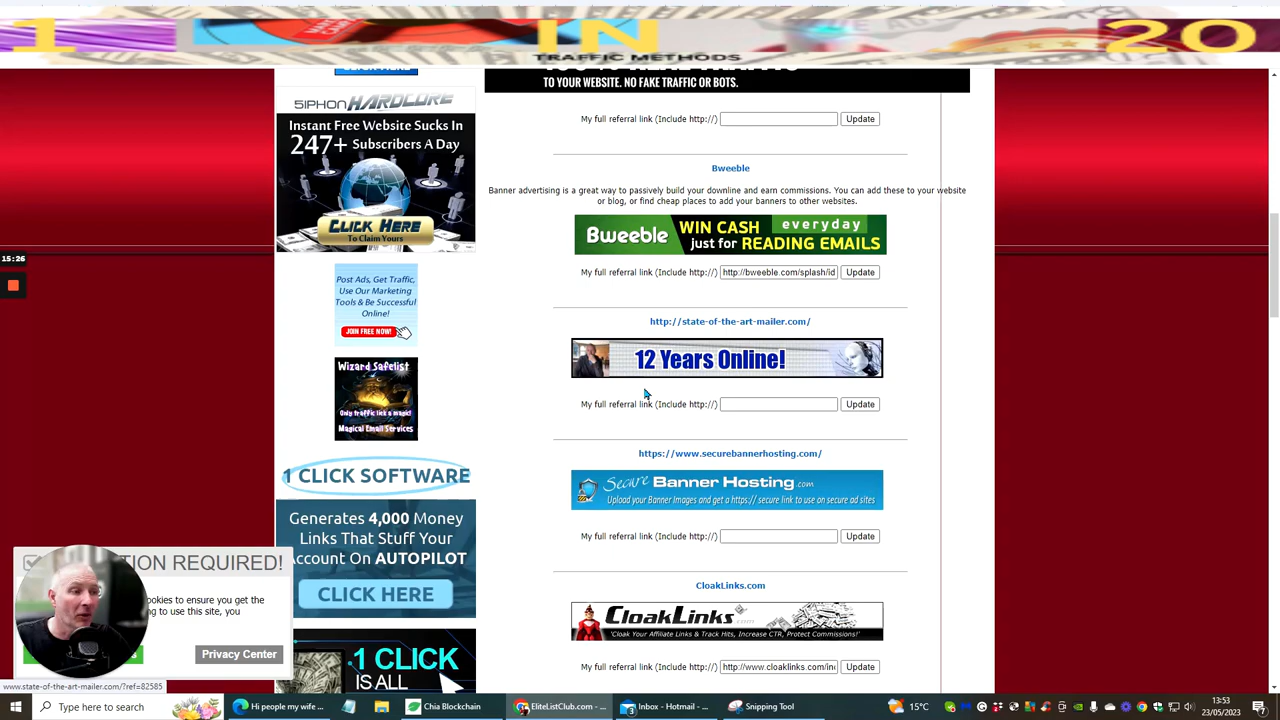 1 IN 20
TRAFFIC METHODS
TO YOUR WEBSITE. NO FAKE TRAFFIC OR BOTS.
SIPHON HARDCORE
Instant Free Website Sucks In
247+ Subscribers A Day
CLICK HERE
To Claim Yours
My full referral link (Include http://)
Update
Bweeble
Banner advertising is a great way to passively build your downline and earn commissions. You can add these to your website
or blog, or find cheap places to add your banners to other websites.
Bweeble WIN CASH everyday
just for READING EMAILS
My full referral link (Include http://) http://bweeble.com/splash/id Update
15:26
Post Ads, Get Traffic,
Use Our Marketing
Tools & Be Successful
Online!
JOIN FREE NOW!
http://state-of-the-art-mailer.com/
12 Years Online!
My full referral link (Include http://) Update
Wizard Safelist
Only traffic like a magic!
Magical Email Services
https://www.securebannerhosting.com/
Secure Banner Hosting.com
Upload your Banner Images and get a https:// secure link to use on secure ad sites
My full referral link (Include http://) Update
1 CLICK SOFTWARE
Generates 4,000 Money
Links That Stuff Your
Account On AUTOPILOT
CLICK HERE
CloakLinks.com
CloakLinks.com
'Cloak Your Affiliate Links & Track Hits, Increase CTR, Protect Commissions!'
My full referral link (Include http://) http://www.cloaklinks.com/ind Update
TION REQUIRED!
ookies to ensure you get the
ng to use this site, you
Privacy Center
1 CLICK
IS ALL
www.state-of-the-art-mailer.com/?ref=82585
Type here to search
Hi people my wife ...
Chia Blockchain
EliteListClub.com - ...
3
Inbox - Hotmail - ...
Snipping Tool
15°C
13:53
23/05/2023